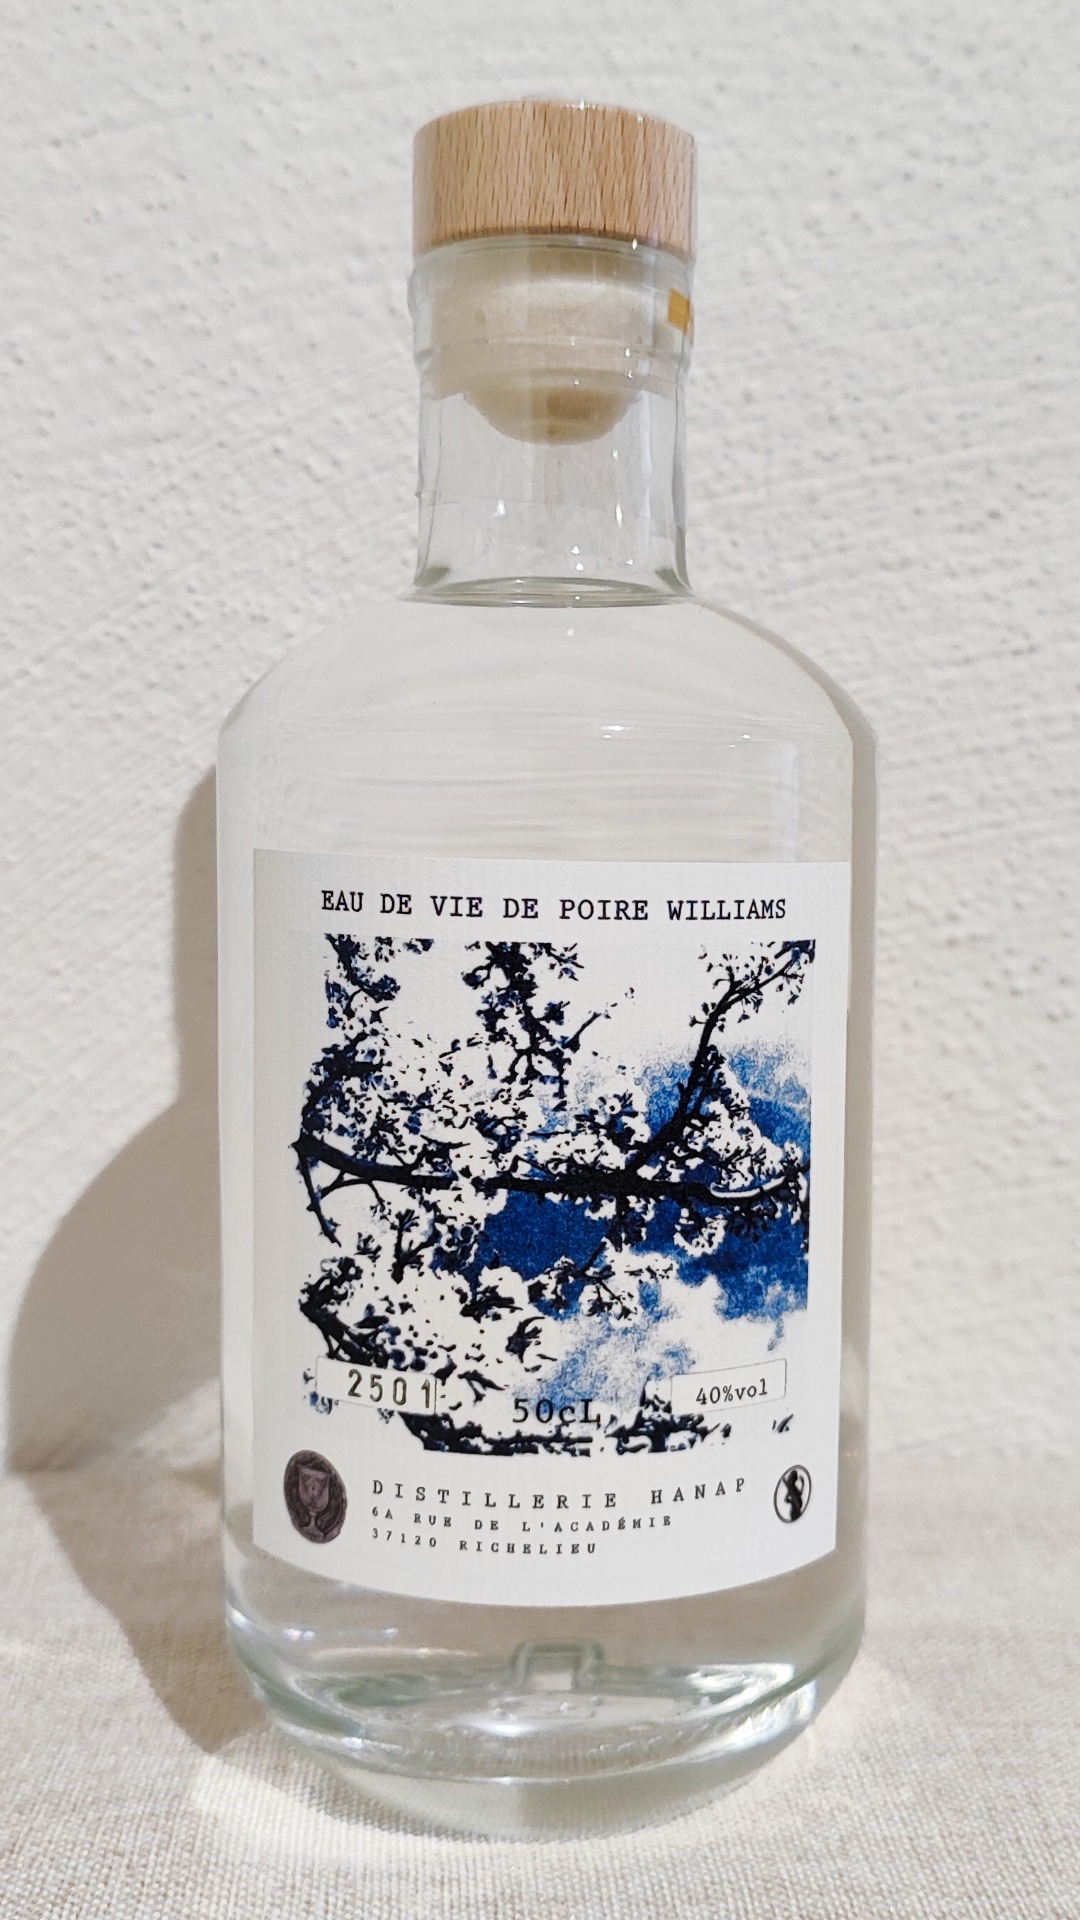 EAU DE VIE DE POIRE WILLIAMS
2501
50cL
40%vol
DISTILLERIE HANAP
6A RUE DE L'ACADÉMIE
37120 RICHELIEU